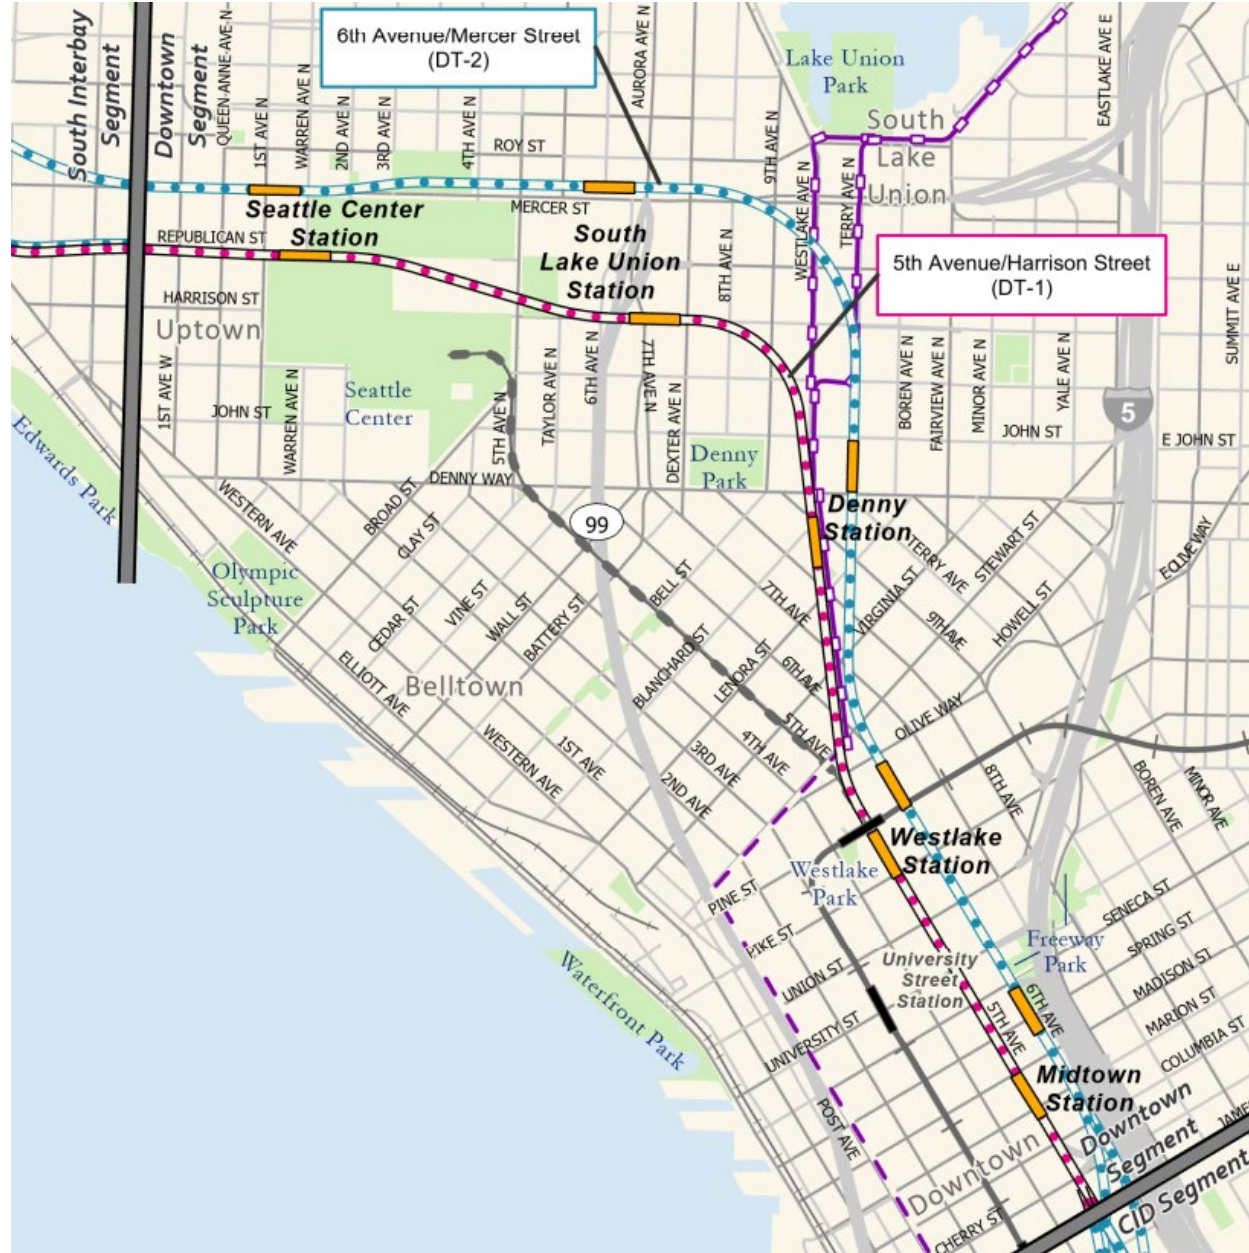 6th Avenue/Mercer Street
(DT-2)
South Interbay
Segment
Downtown
Segment
QUEEN-ANNE-AVE-N
1ST AVE N
WARREN AVE N
2ND AVE N
3RD AVE N
4TH AVE N
ROY ST
AURORA AVE N
9TH AVE N
Lake Union
Park
EASTLAKE AVE E
South
Lake
Union
WESTLAKE AVE N
TERRY AVE N
MERCER ST
Seattle Center
Station
REPUBLICAN ST
South
Lake Union
Station
8TH AVE N
5th Avenue/Harrison Street
(DT-1)
HARRISON ST
Uptown
SUMMIT AVE E
1ST AVE W
JOHN ST
WARREN AVE N
Seattle
Center
5TH AVE N
TAYLOR AVE N
6TH AVE N
7TH AVE N
DEXTER AVE N
BOREN AVE N
FAIRVIEW AVE N
MINOR AVE N
YALE AVE N
5
JOHN ST
E JOHN ST
Edwards Park
Denny
Park
DENNY WAY
WESTERN AVE
BROAD ST
CLAY ST
99
Denny
Station
TERRY AVE
STEWART ST
E OLIVE WAY
Olympic
Sculpture
Park
CEDAR ST
VINE ST
WALL ST
BATTERY ST
BELL ST
7TH AVE
VIRGINIA ST
9TH AVE
HOWELL ST
ELLIOTT AVE
Belltown
BLANCHARD ST
LENORA ST
6TH AVE
5TH AVE
OLIVE WAY
WESTERN AVE
1ST AVE
3RD AVE
4TH AVE
2ND AVE
8TH AVE
BOREN AVE
MINOR AVE
Westlake
Station
Westlake
Park
PINE ST
PIKE ST
UNION ST
UNIVERSITY ST
University
Street
Station
Freeway
Park
SENECA ST
SPRING ST
MADISON ST
MARION ST
COLUMBIA ST
Waterfront Park
5TH AVE
6TH AVE
Midtown
Station
POST AVE
Downtown
CHERRY ST
Downtown
Segment
CID Segment